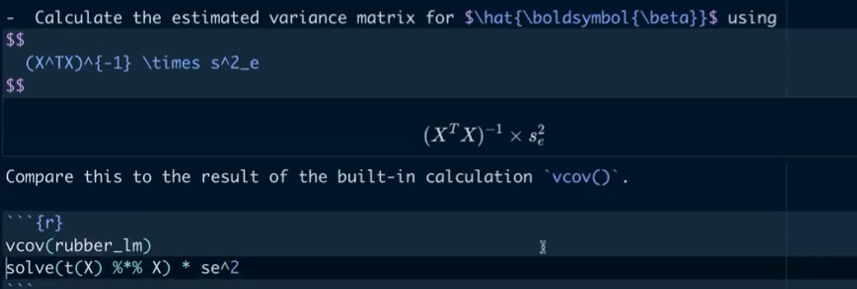 - Calculate the estimated variance matrix for $\hat{\boldsymbol{\beta}}$ using
$$
(X^TX)^{-1} \times s^2_e
$$
(X^T X)^{-1} × s_e^2
Compare this to the result of the built-in calculation `vcov()`.
```{r}
vcov(rubber_lm)
solve(t(X) %*% X) * se^2
```